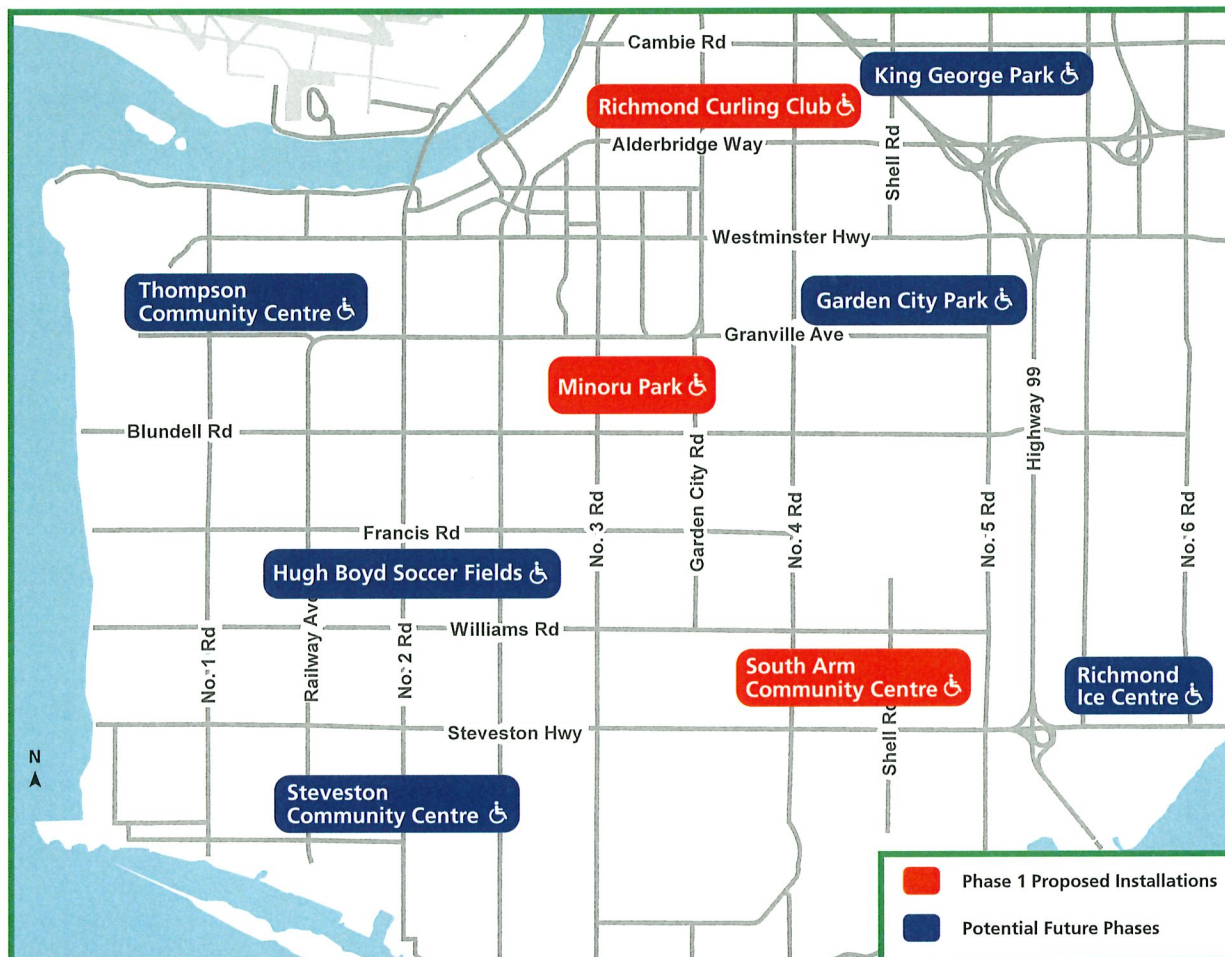 Cambie Rd
King George Park
Richmond Curling Club
Alderbridge Way
Shell Rd
Westminster Hwy
Thompson
Community Centre
Garden City Park
Granville Ave
Minoru Park
Highway 99
Blundell Rd
Garden City Rd
No. 3 Rd
No. 4 Rd
No. 5 Rd
No. 6 Rd
Francis Rd
Hugh Boyd Soccer Fields
Williams Rd
No. 1 Rd
Railway Ave
No. 2 Rd
South Arm
Community Centre
Richmond
Ice Centre
Shell Rd
Steveston Hwy
N
Steveston
Community Centre
Phase 1 Proposed Installations
Potential Future Phases